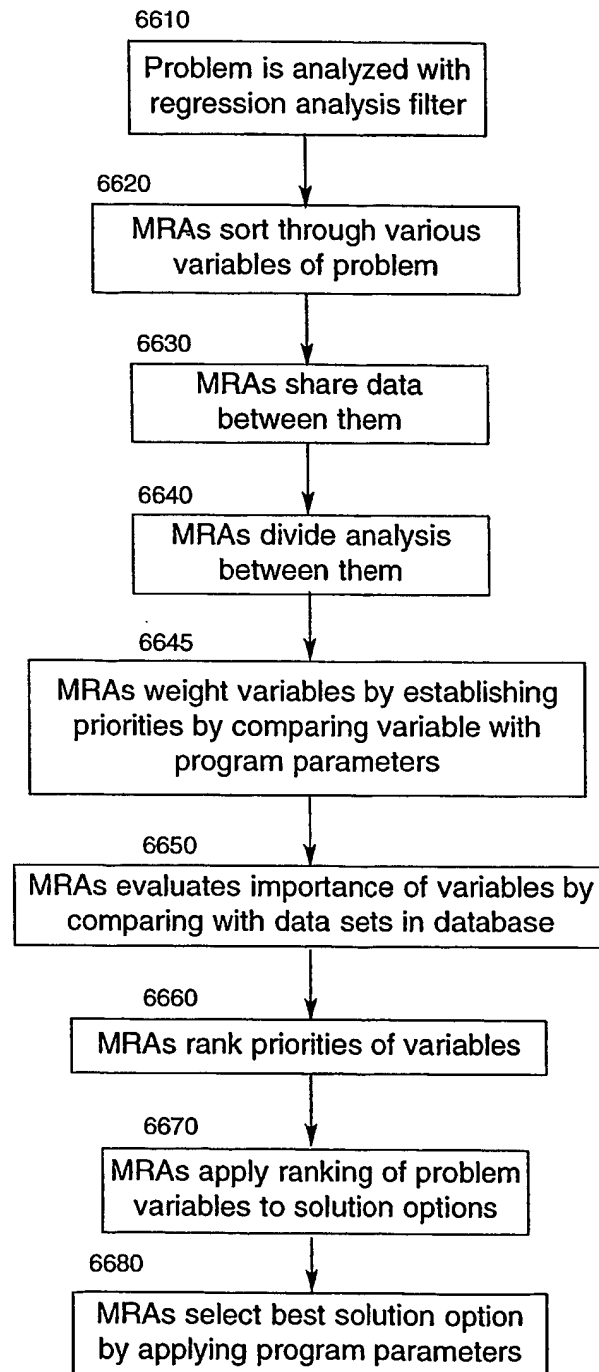 6610
Problem is analyzed with
regression analysis filter
6620
MRAs sort through various
variables of problem
6630
MRAs share data
between them
6640
MRAs divide analysis
between them
6645
MRAs weight variables by establishing
priorities by comparing variable with
program parameters
6650
MRAs evaluates importance of variables by
comparing with data sets in database
6660
MRAs rank priorities of variables
6670
MRAs apply ranking of problem
variables to solution options
6680
MRAs select best solution option
by applying program parameters